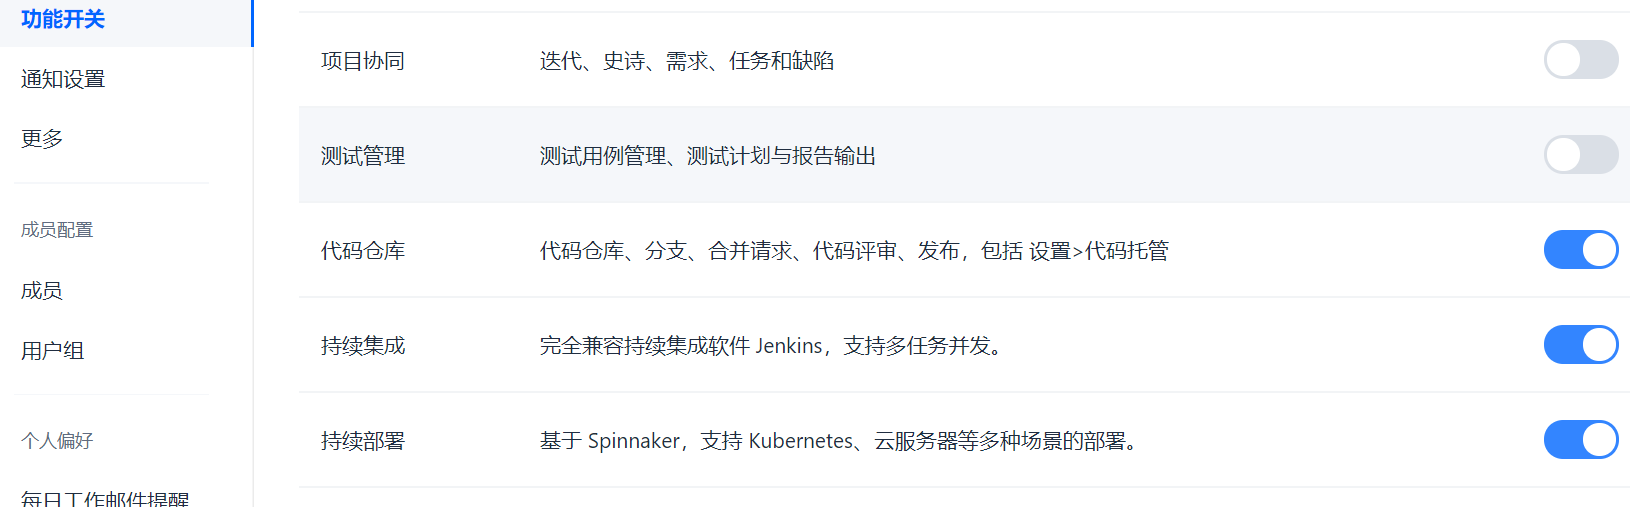 功能开关
通知设置
更多
成员配置
成员
用户组
个人偏好
每日工作邮件提醒
项目协同 迭代、史诗、需求、任务和缺陷
测试管理 测试用例管理、测试计划与报告输出
代码仓库 代码仓库、分支、合并请求、代码评审、发布，包括 设置>代码托管
持续集成 完全兼容持续集成软件 Jenkins，支持多任务并发。
持续部署 基于 Spinnaker，支持 Kubernetes、云服务器等多种场景的部署。